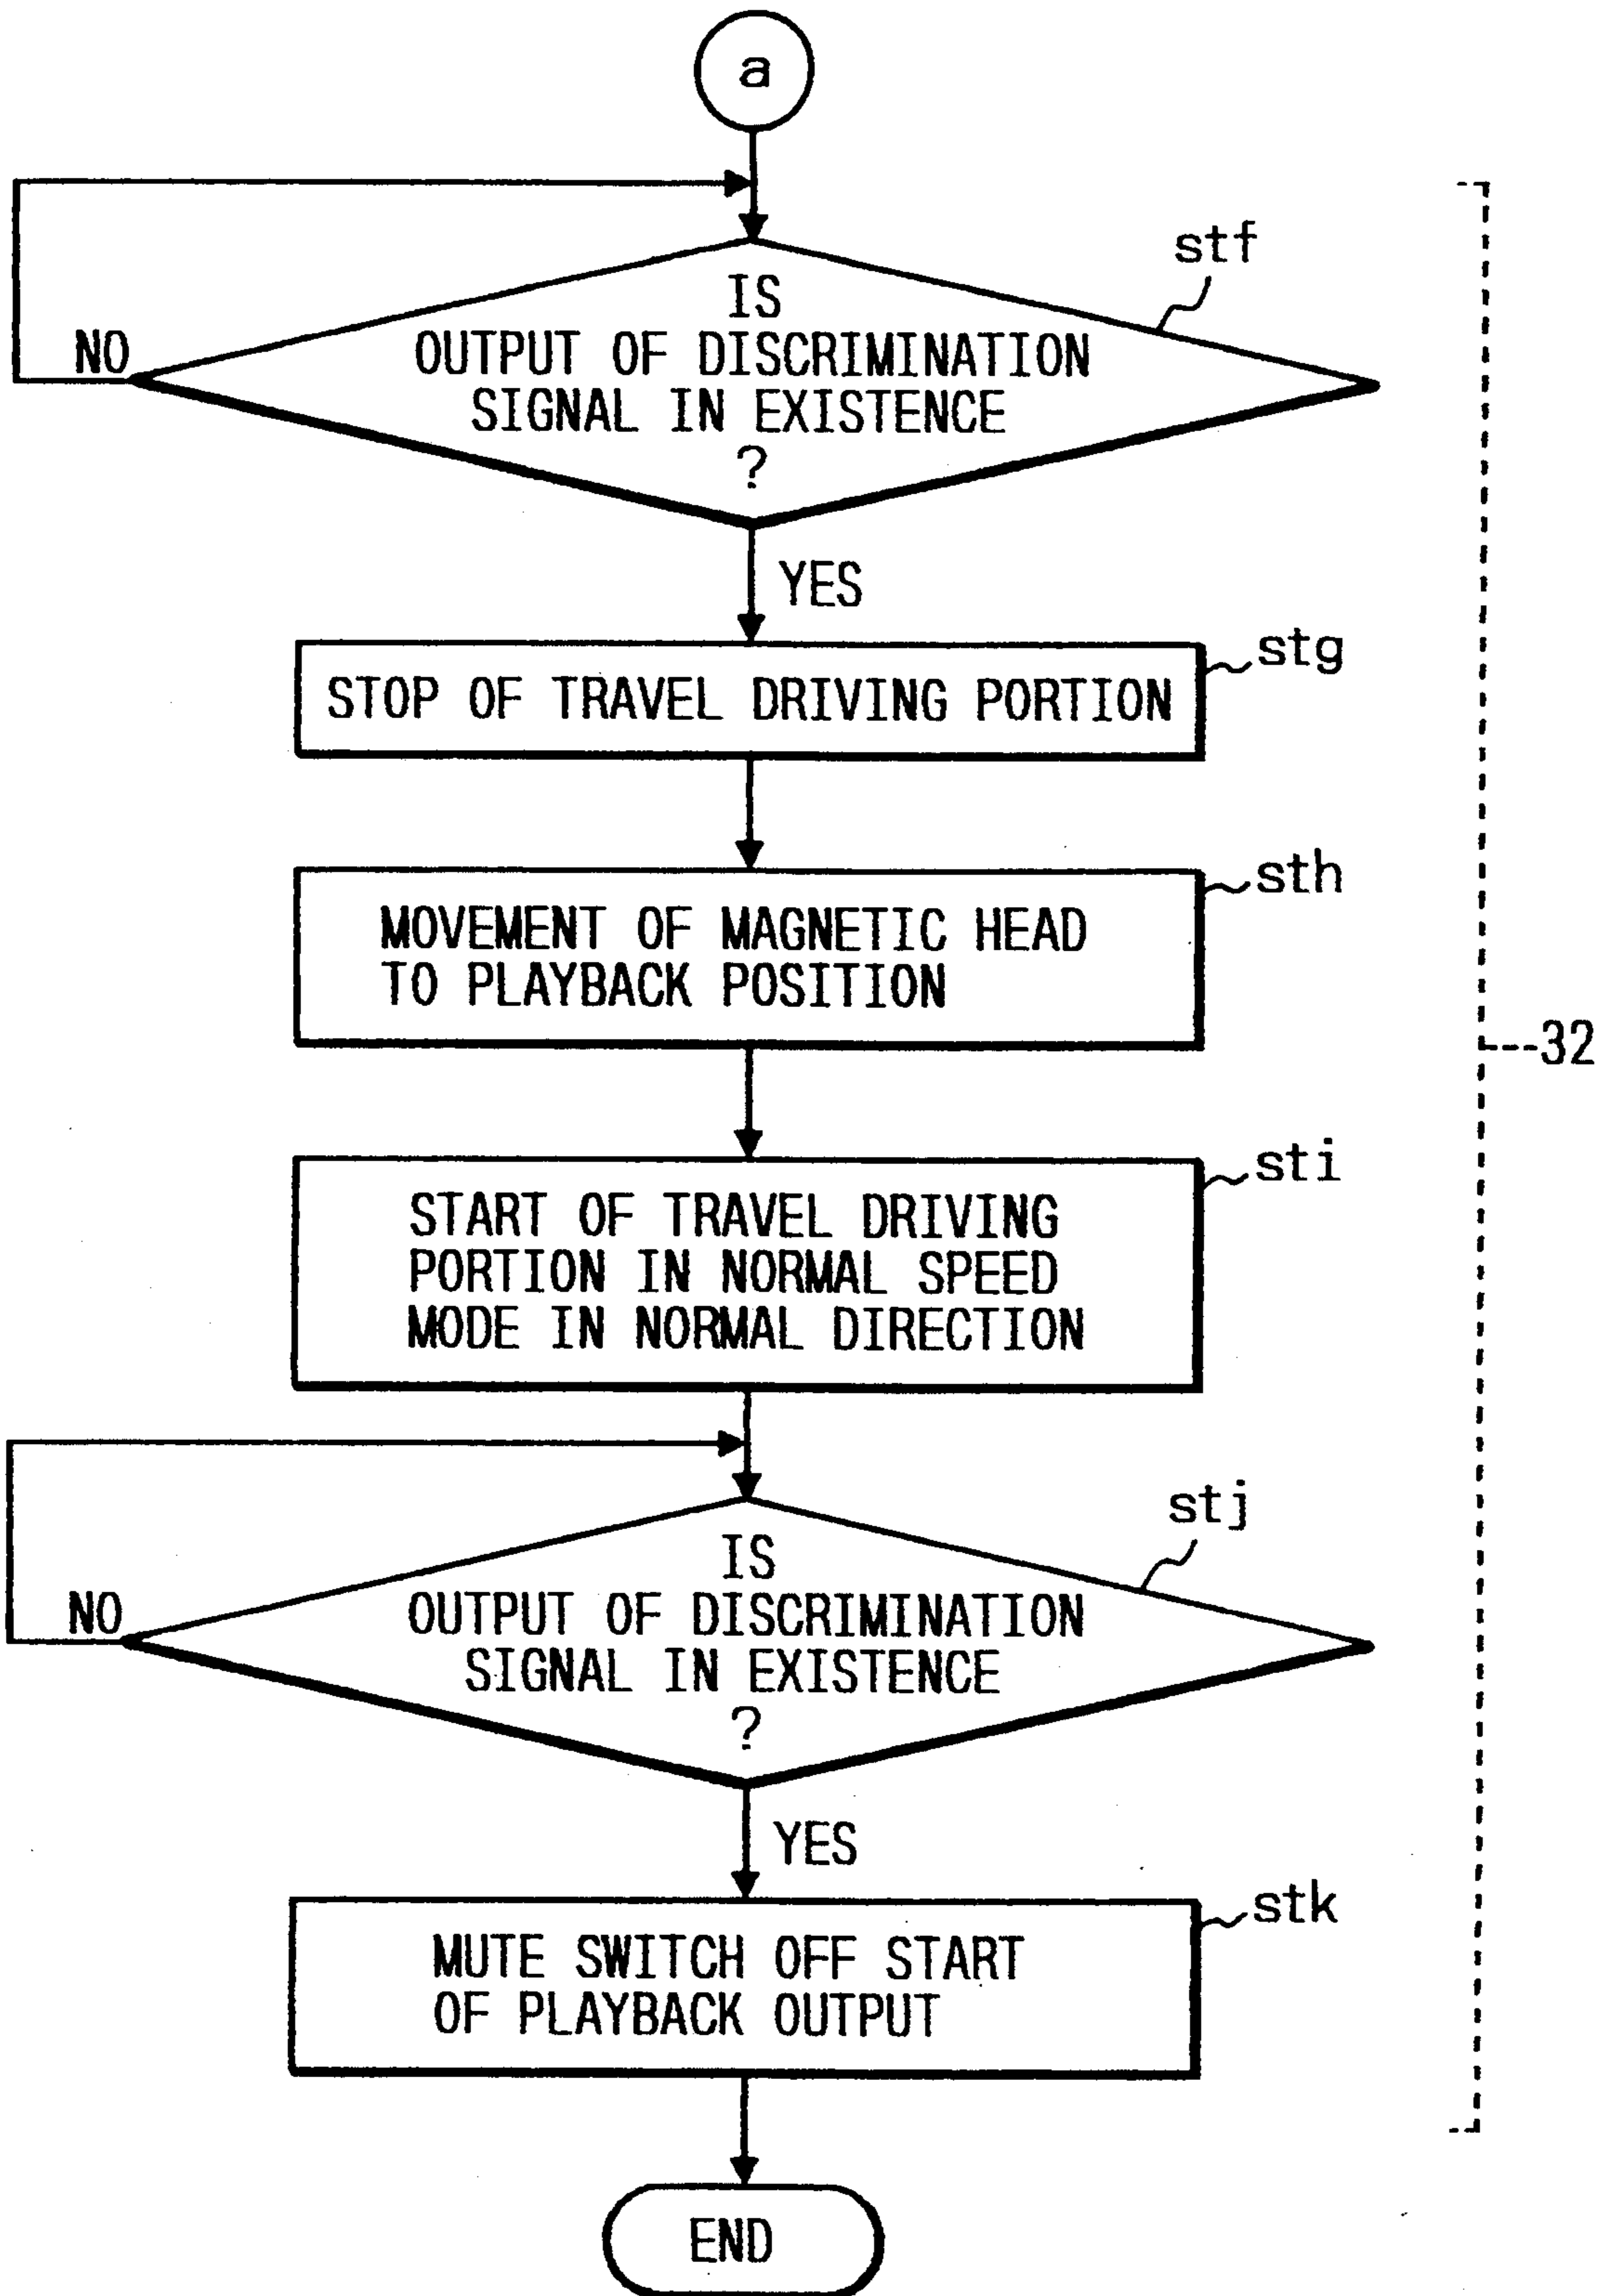 a
stf
IS
OUTPUT OF DISCRIMINATION
SIGNAL IN EXISTENCE
?
NO
YES
stg
STOP OF TRAVEL DRIVING PORTION
sth
MOVEMENT OF MAGNETIC HEAD
TO PLAYBACK POSITION
---32
sti
START OF TRAVEL DRIVING
PORTION IN NORMAL SPEED
MODE IN NORMAL DIRECTION
stj
IS
OUTPUT OF DISCRIMINATION
SIGNAL IN EXISTENCE
?
NO
YES
stk
MUTE SWITCH OFF START
OF PLAYBACK OUTPUT
END